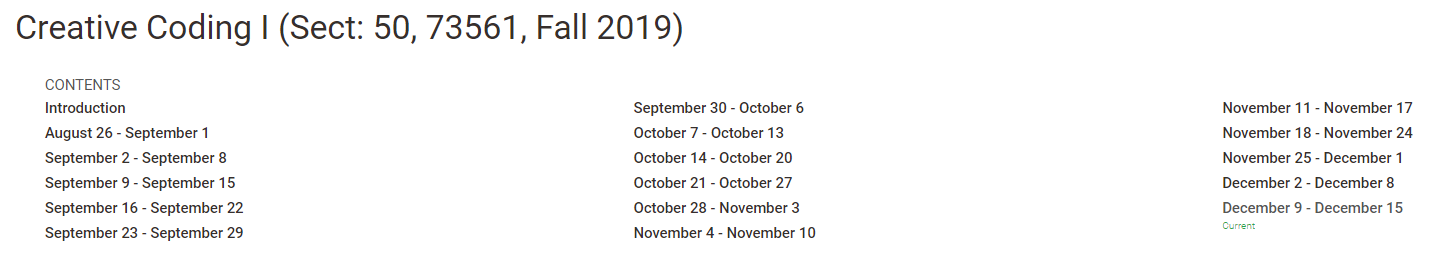 Creative Coding I (Sect: 50, 73561, Fall 2019)
CONTENTS
Introduction
August 26 - September 1
September 2 - September 8
September 9 - September 15
September 16 - September 22
September 23 - September 29
September 30 - October 6
October 7 - October 13
October 14 - October 20
October 21 - October 27
October 28 - November 3
November 4 - November 10
November 11 - November 17
November 18 - November 24
November 25 - December 1
December 2 - December 8
December 9 - December 15
Current